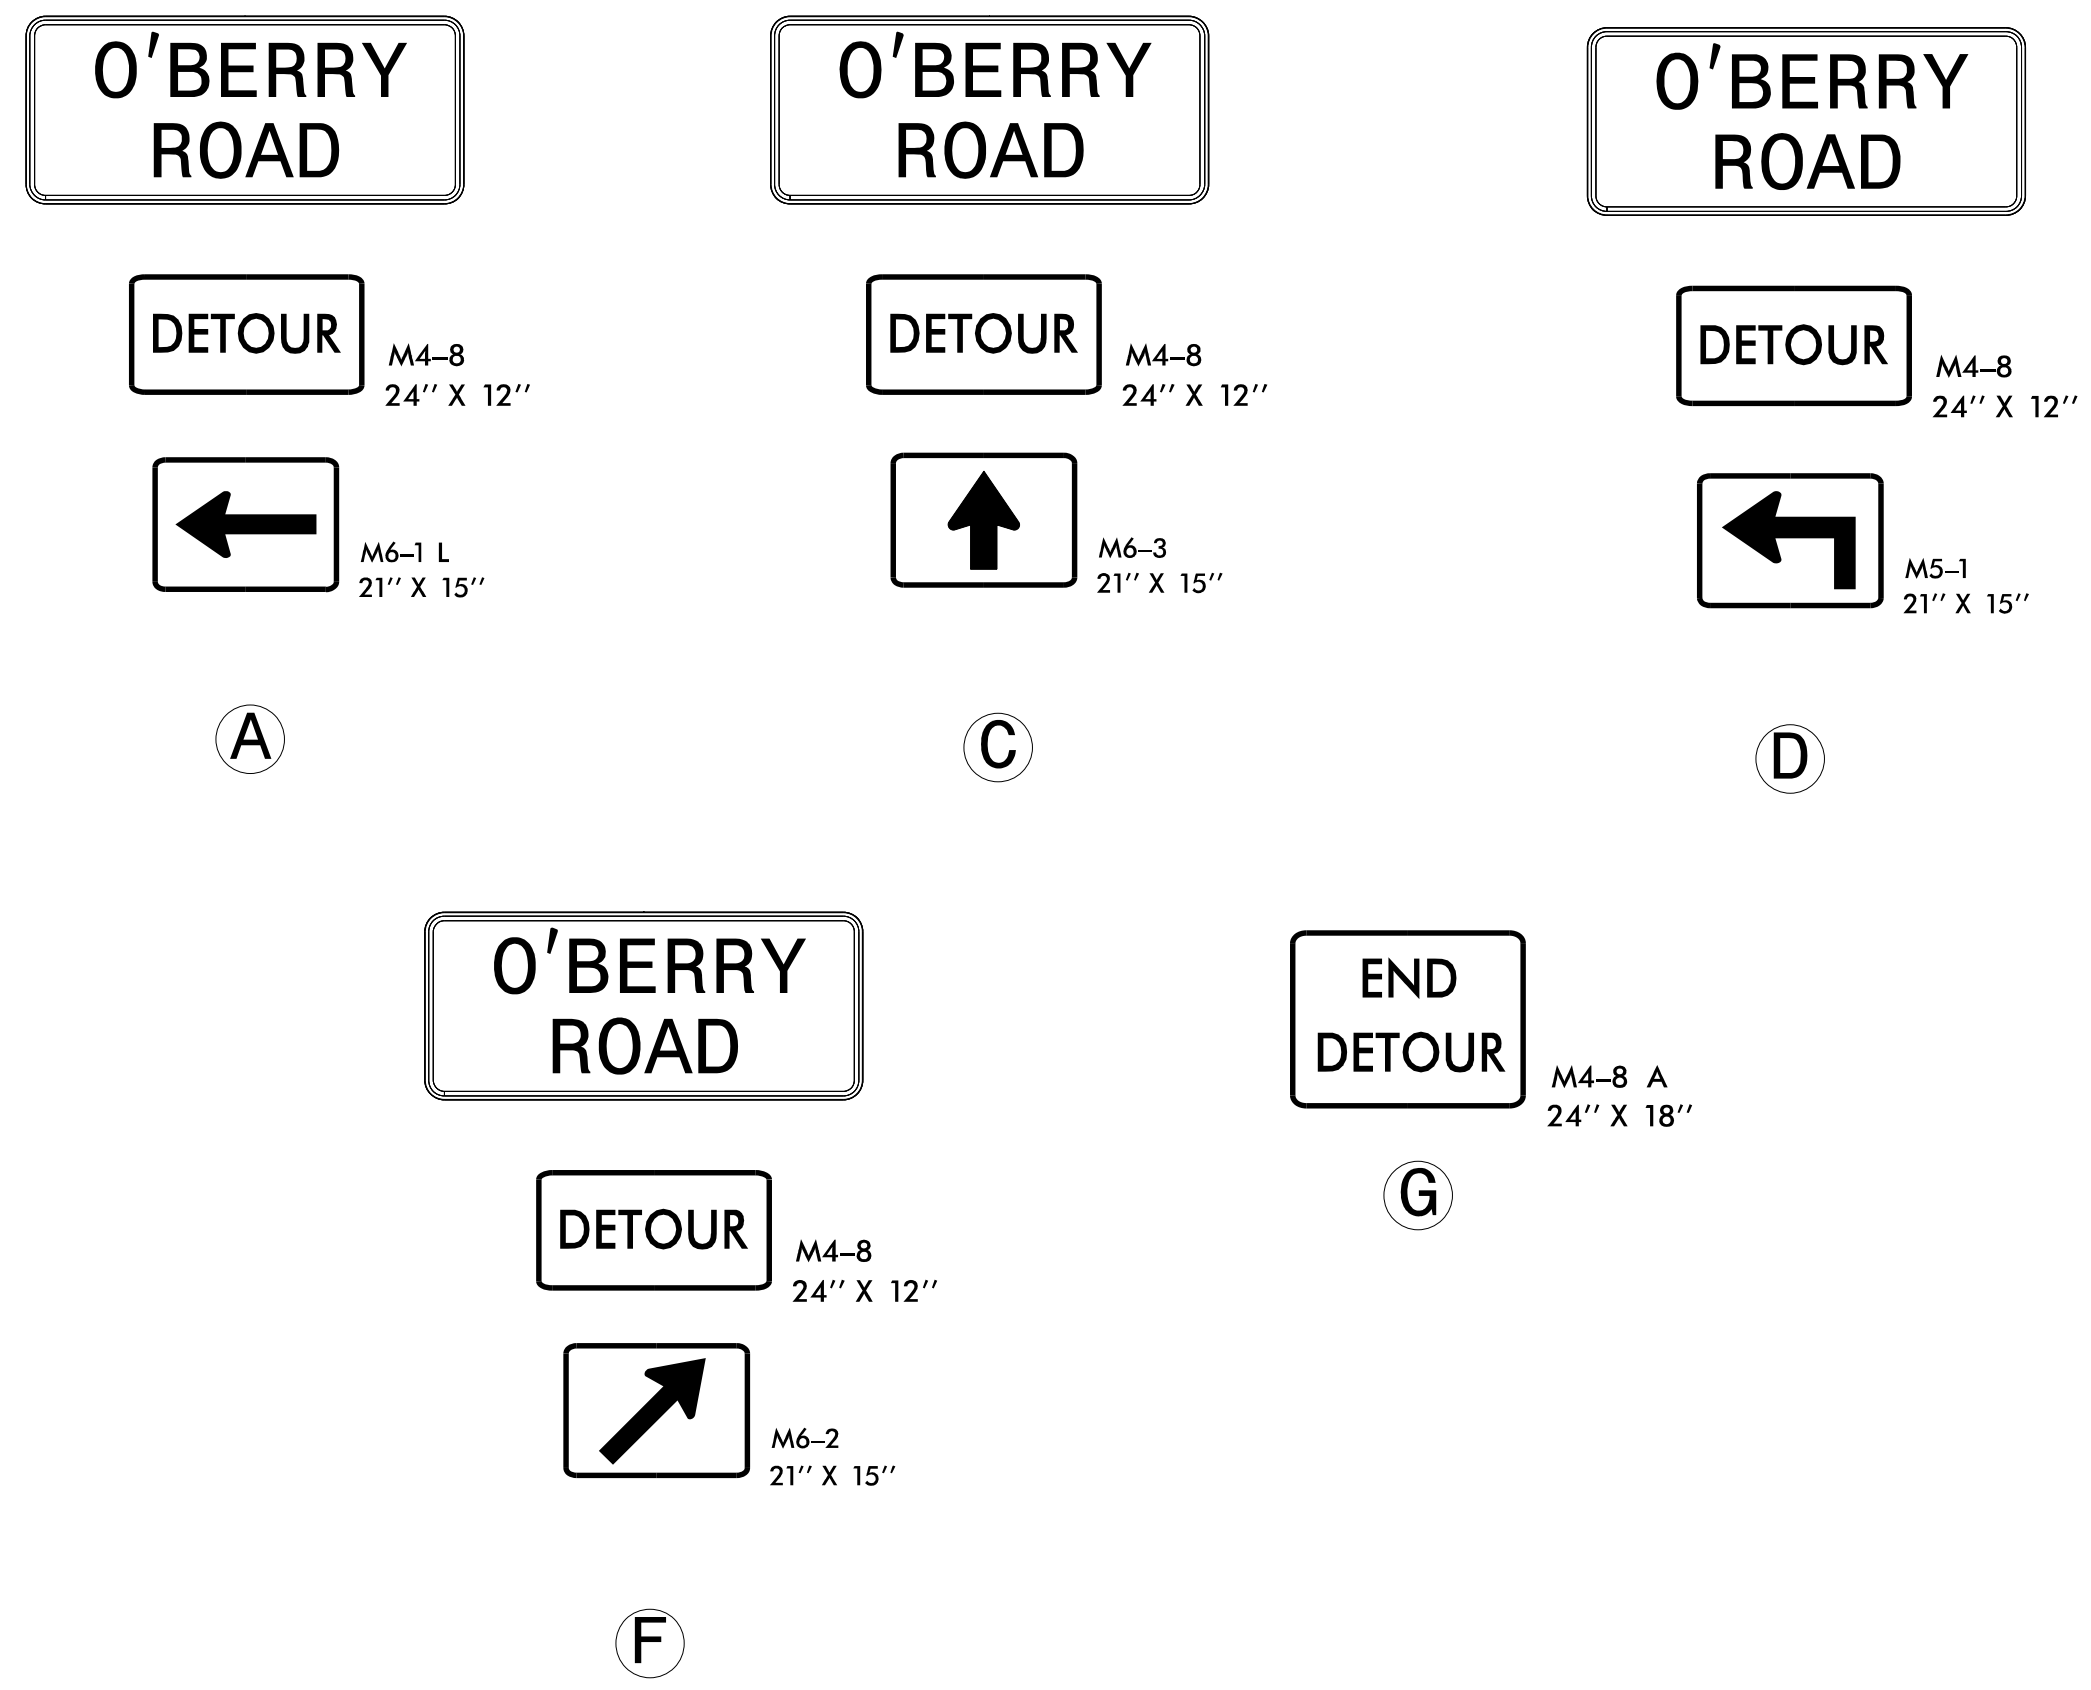 O'BERRY
ROAD
DETOUR
M4–8
24'' X 12''
M6–1 L
21'' X 15''
A
O'BERRY
ROAD
DETOUR
M4–8
24'' X 12''
M6–3
21'' X 15''
C
O'BERRY
ROAD
DETOUR
M4–8
24'' X 12''
M5–1
21'' X 15''
D
O'BERRY
ROAD
DETOUR
M4–8
24'' X 12''
M6–2
21'' X 15''
F
END
DETOUR
M4–8 A
24'' X 18''
G